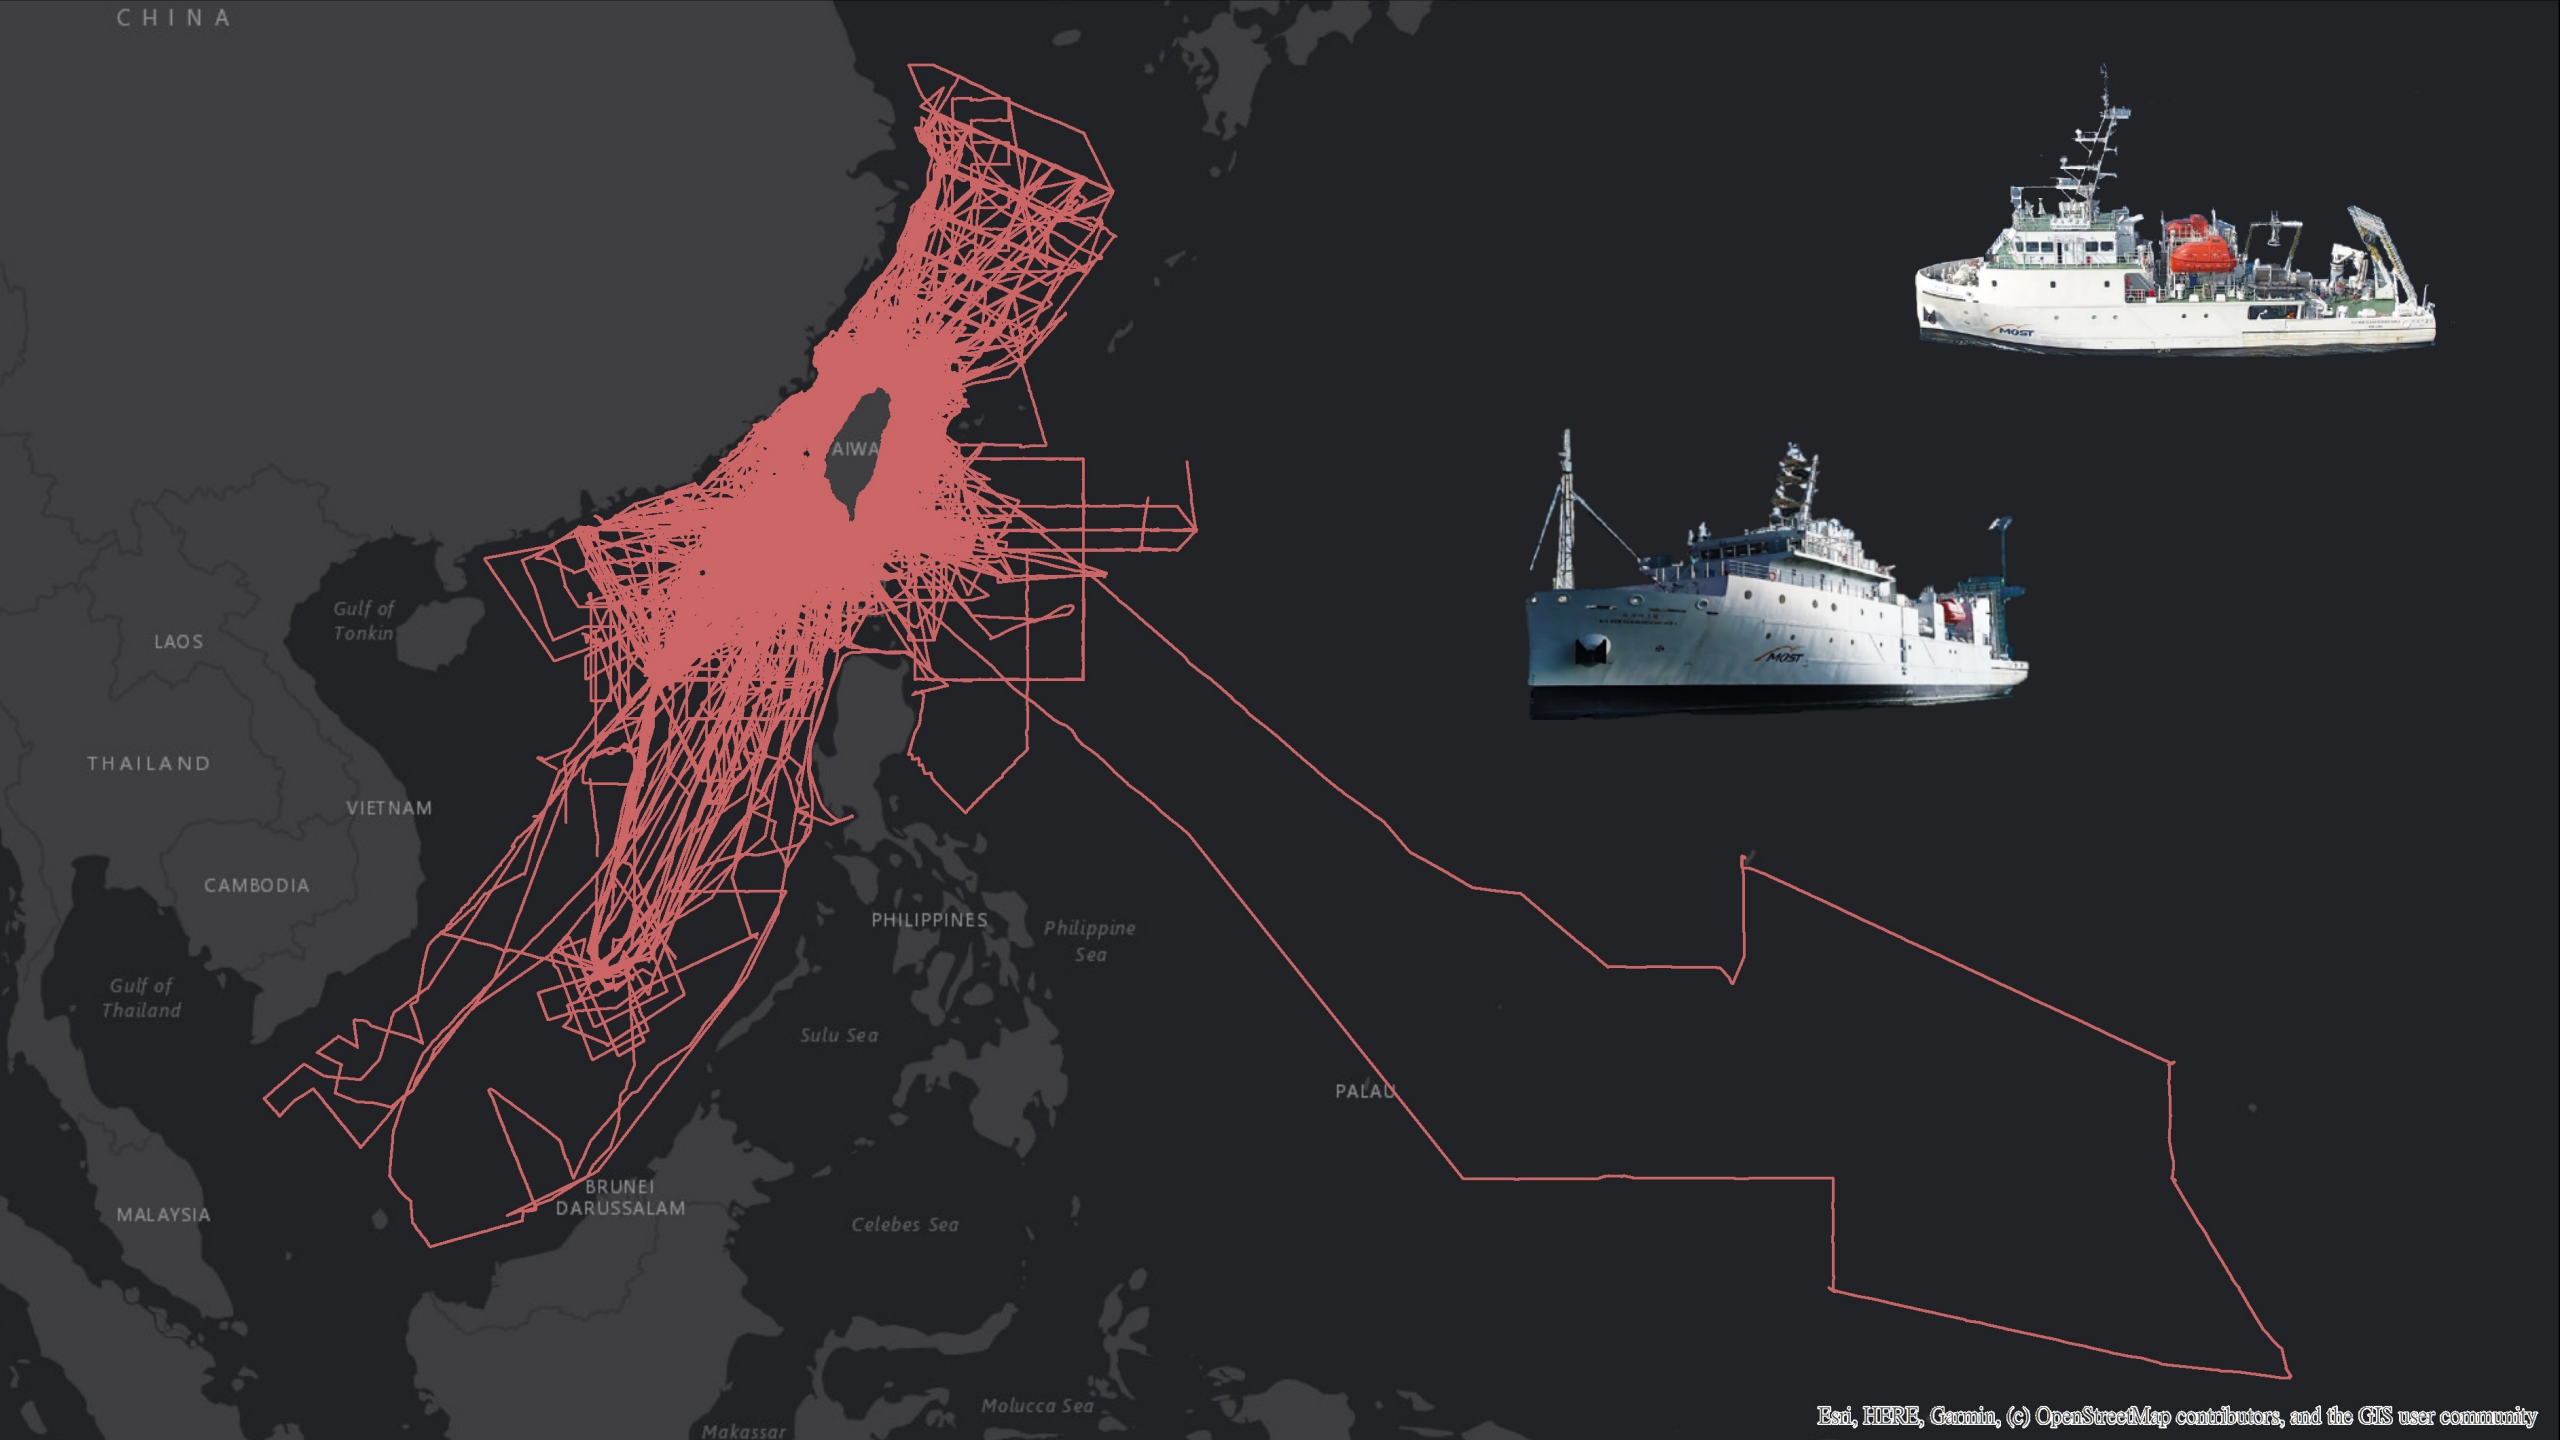 CHINA
AIWA
Gulf of
Tonkin
LAOS
THAILAND
VIETNAM
CAMBODIA
PHILIPPINES
Philippine
Sea
Gulf of
Thailand
Sulu Sea
PALAU
MALAYSIA
BRUNEI
DARUSSALAM
Celebes Sea
Molucca Sea
Makassar
MOST
MOST
Esri, HERE, Garmin, (c) OpenStreetMap contributors, and the GIS user community